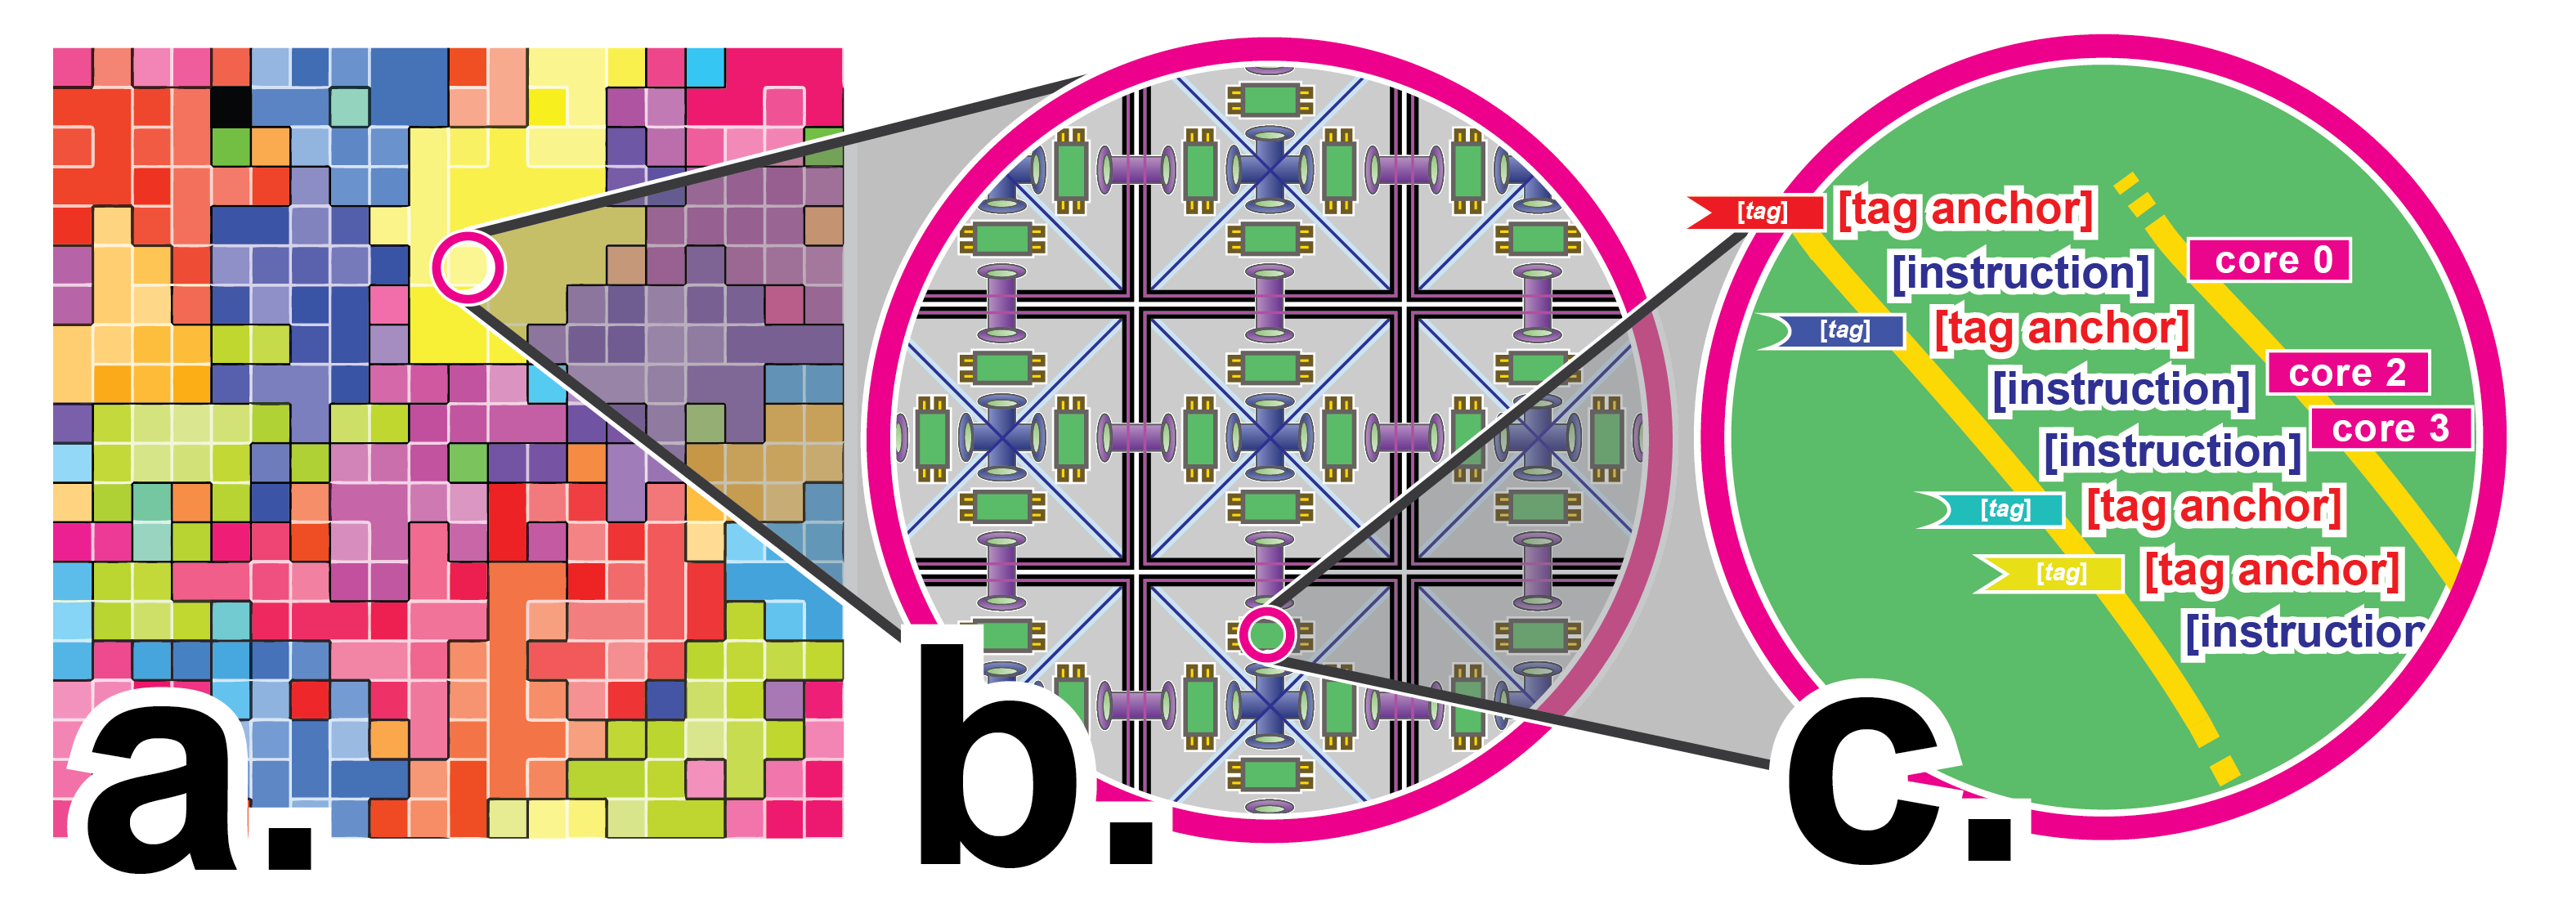 [tag] [tag anchor]
core 0
[instruction]
[tag] [tag anchor]
core 2
[instruction]
core 3
[instruction]
[tag] [tag anchor]
[tag] [tag anchor]
[instruction
a.
b.
c.